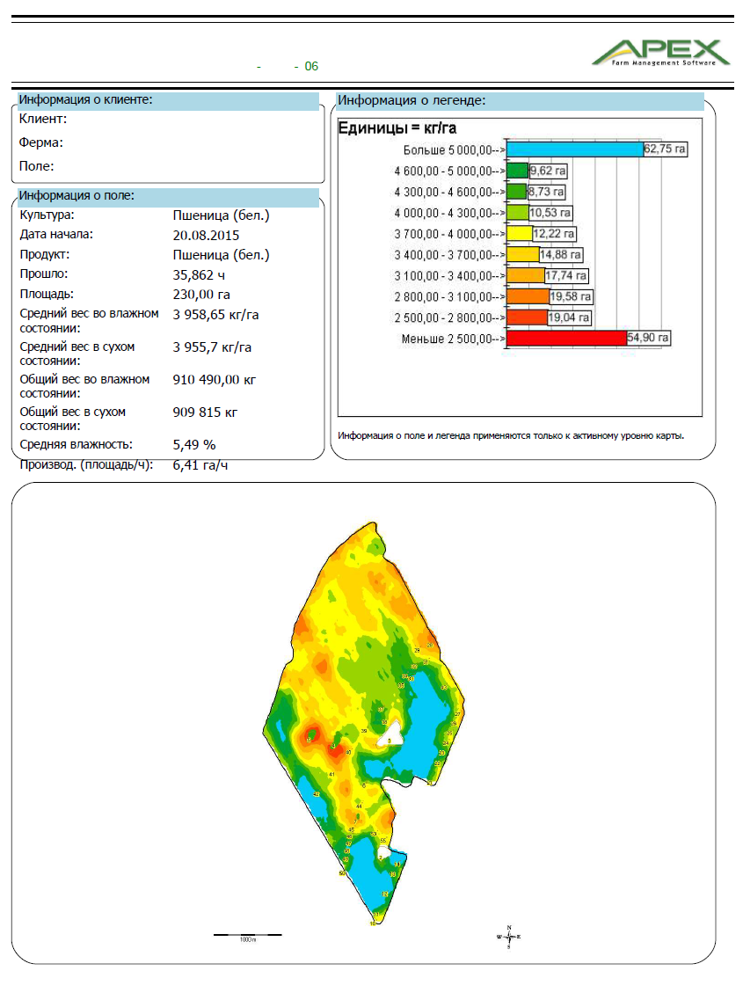 - - 06
APEX
Farm Management Software
Информация о клиенте:
Клиент:
Ферма:
Поле:
Информация о поле:
Культура: Пшеница (бел.)
Дата начала: 20.08.2015
Продукт: Пшеница (бел.)
Прошло: 35,862 ч
Площадь: 230,00 га
Средний вес во влажном 3 958,65 кг/га
состоянии:
Средний вес в сухом 3 955,7 кг/га
состоянии:
Общий вес во влажном 910 490,00 кг
состоянии:
Общий вес в сухом 909 815 кг
состоянии:
Средняя влажность: 5,49 %
Производ. (площадь/ч): 6,41 га/ч
Информация о легенде:
Единицы = кг/га
Больше 5 000,00--> 62,75 га
4 600,00 - 5 000,00--> 9,62 га
4 300,00 - 4 600,00--> 8,73 га
4 000,00 - 4 300,00--> 10,53 га
3 700,00 - 4 000,00--> 12,22 га
3 400,00 - 3 700,00--> 14,88 га
3 100,00 - 3 400,00--> 17,74 га
2 800,00 - 3 100,00--> 19,58 га
2 500,00 - 2 800,00--> 19,04 га
Меньше 2 500,00--> 54,90 га
Информация о поле и легенда применяются только к активному уровню карты.
29
32
37
39
40
41
44
45
12
1000 m
N
W E
S